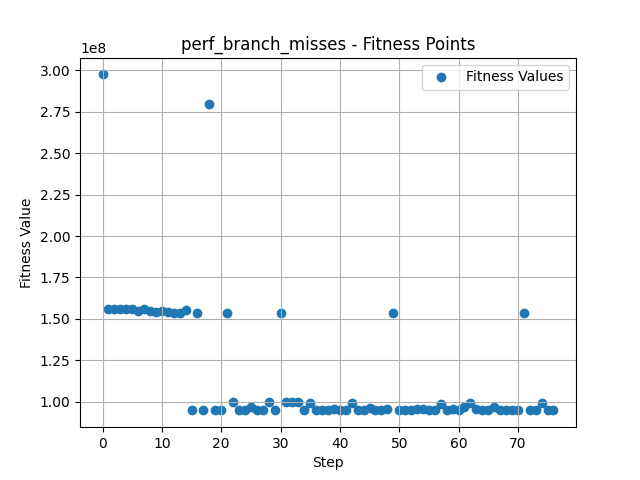 perf_branch_misses - Fitness Points
1e8
Fitness Values
3.00
2.75
2.50
2.25
2.00
1.75
1.50
1.25
1.00
Fitness Value
0 10 20 30 40 50 60 70
Step